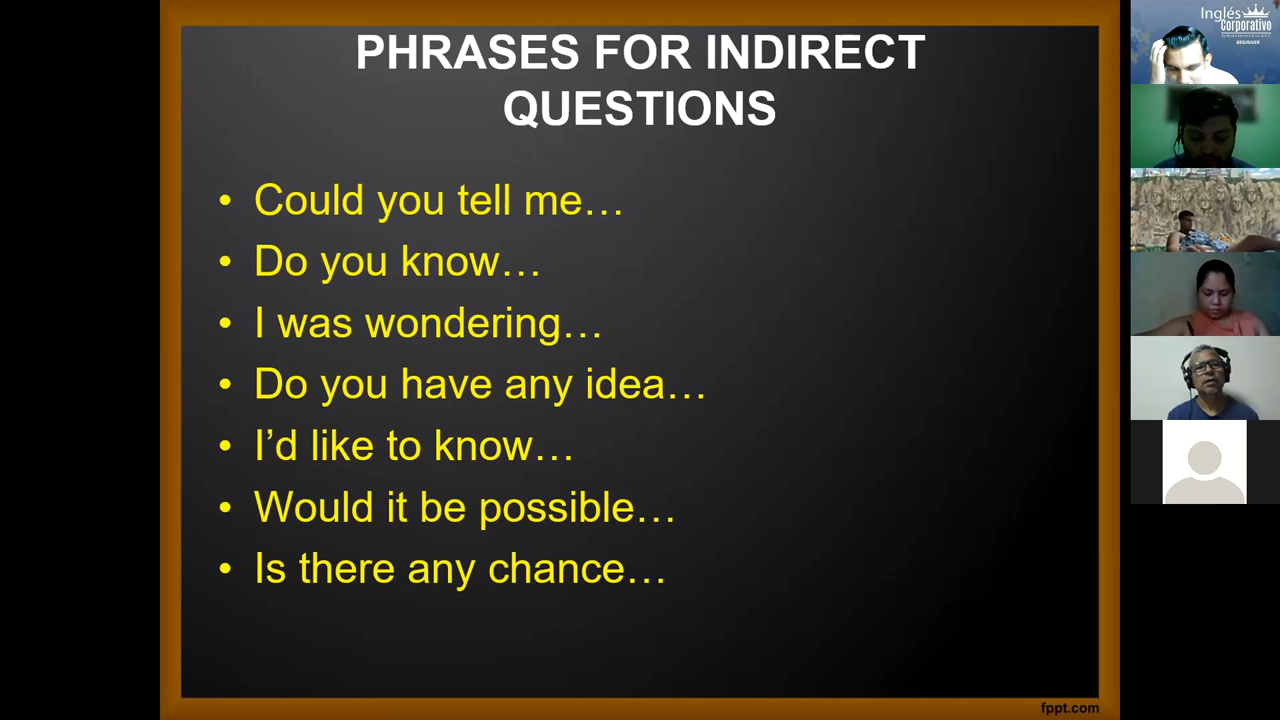 PHRASES FOR INDIRECT
QUESTIONS
• Could you tell me…
• Do you know…
• I was wondering…
• Do you have any idea…
• I’d like to know…
• Would it be possible…
• Is there any chance…
fppt.com
Inglés
Corporativo
BEGINNER